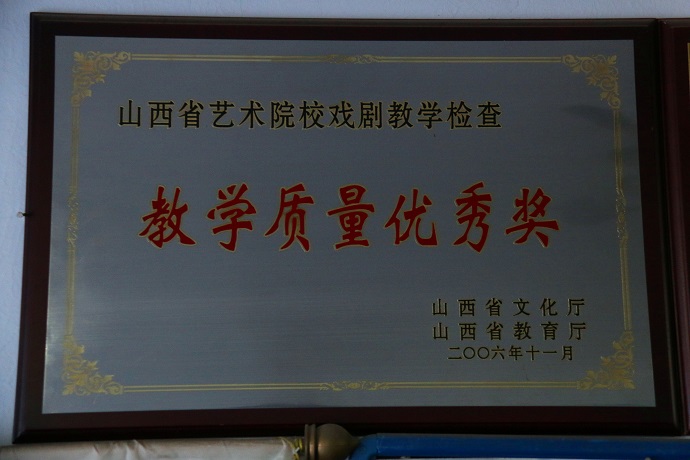 山西省艺术院校戏剧教学检查
教学质量优秀奖
山西省文化厅
山西省教育厅
二〇〇六年十一月